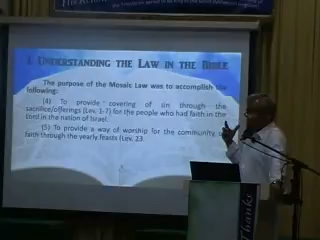 I. UNDERSTANDING THE LAW IN THE BIBLE
The purpose of the Mosaic Law was to accomplish the
following:
(4) To provide covering of sin through the
sacrifice/offerings (Lev. 1-7) for the people who had faith in the
Lord in the nation of Israel.
(5) To provide a way of worship for the community of
faith through the yearly feasts (Lev. 23
Thanks